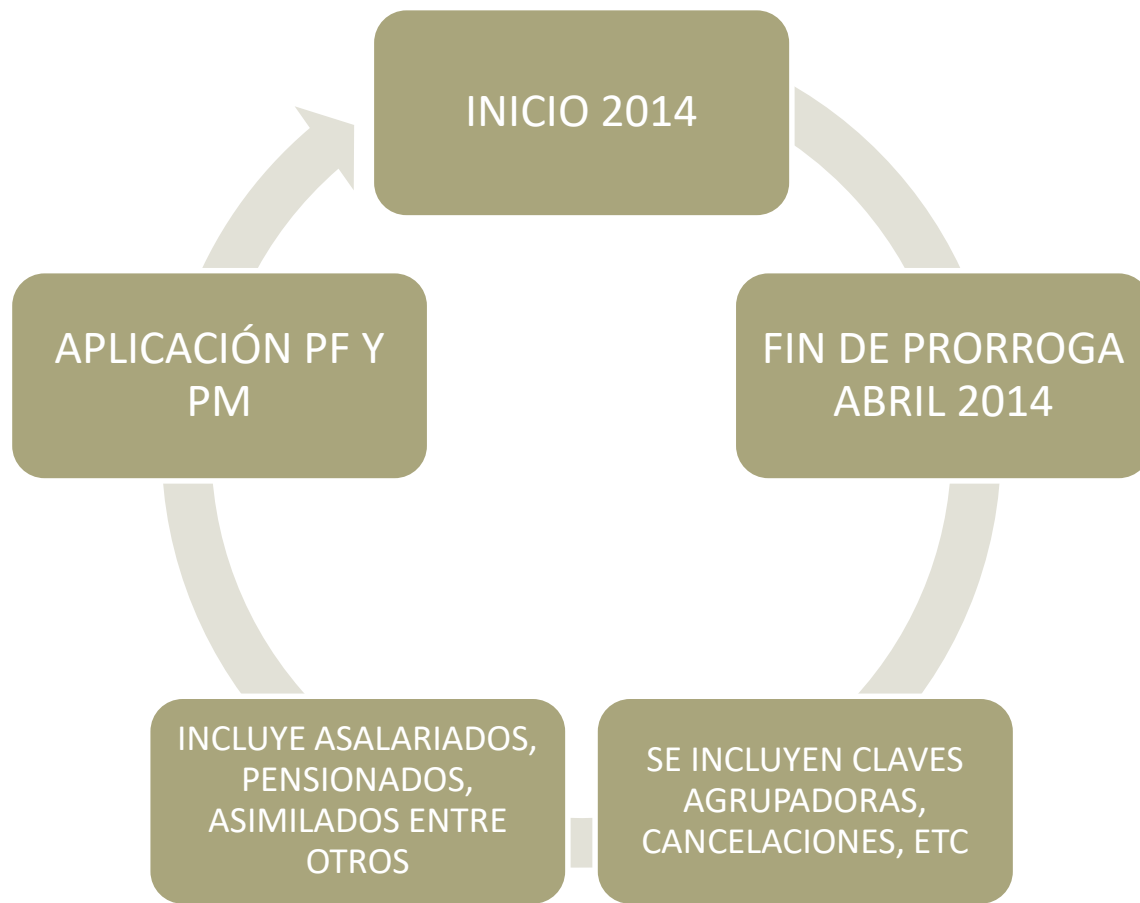 INICIO 2014
FIN DE PRORROGA
ABRIL 2014
SE INCLUYEN CLAVES
AGRUPADORAS,
CANCELACIONES, ETC
INCLUYE ASALARIADOS,
PENSIONADOS,
ASIMILADOS ENTRE
OTROS
APLICACIÓN PF Y
PM